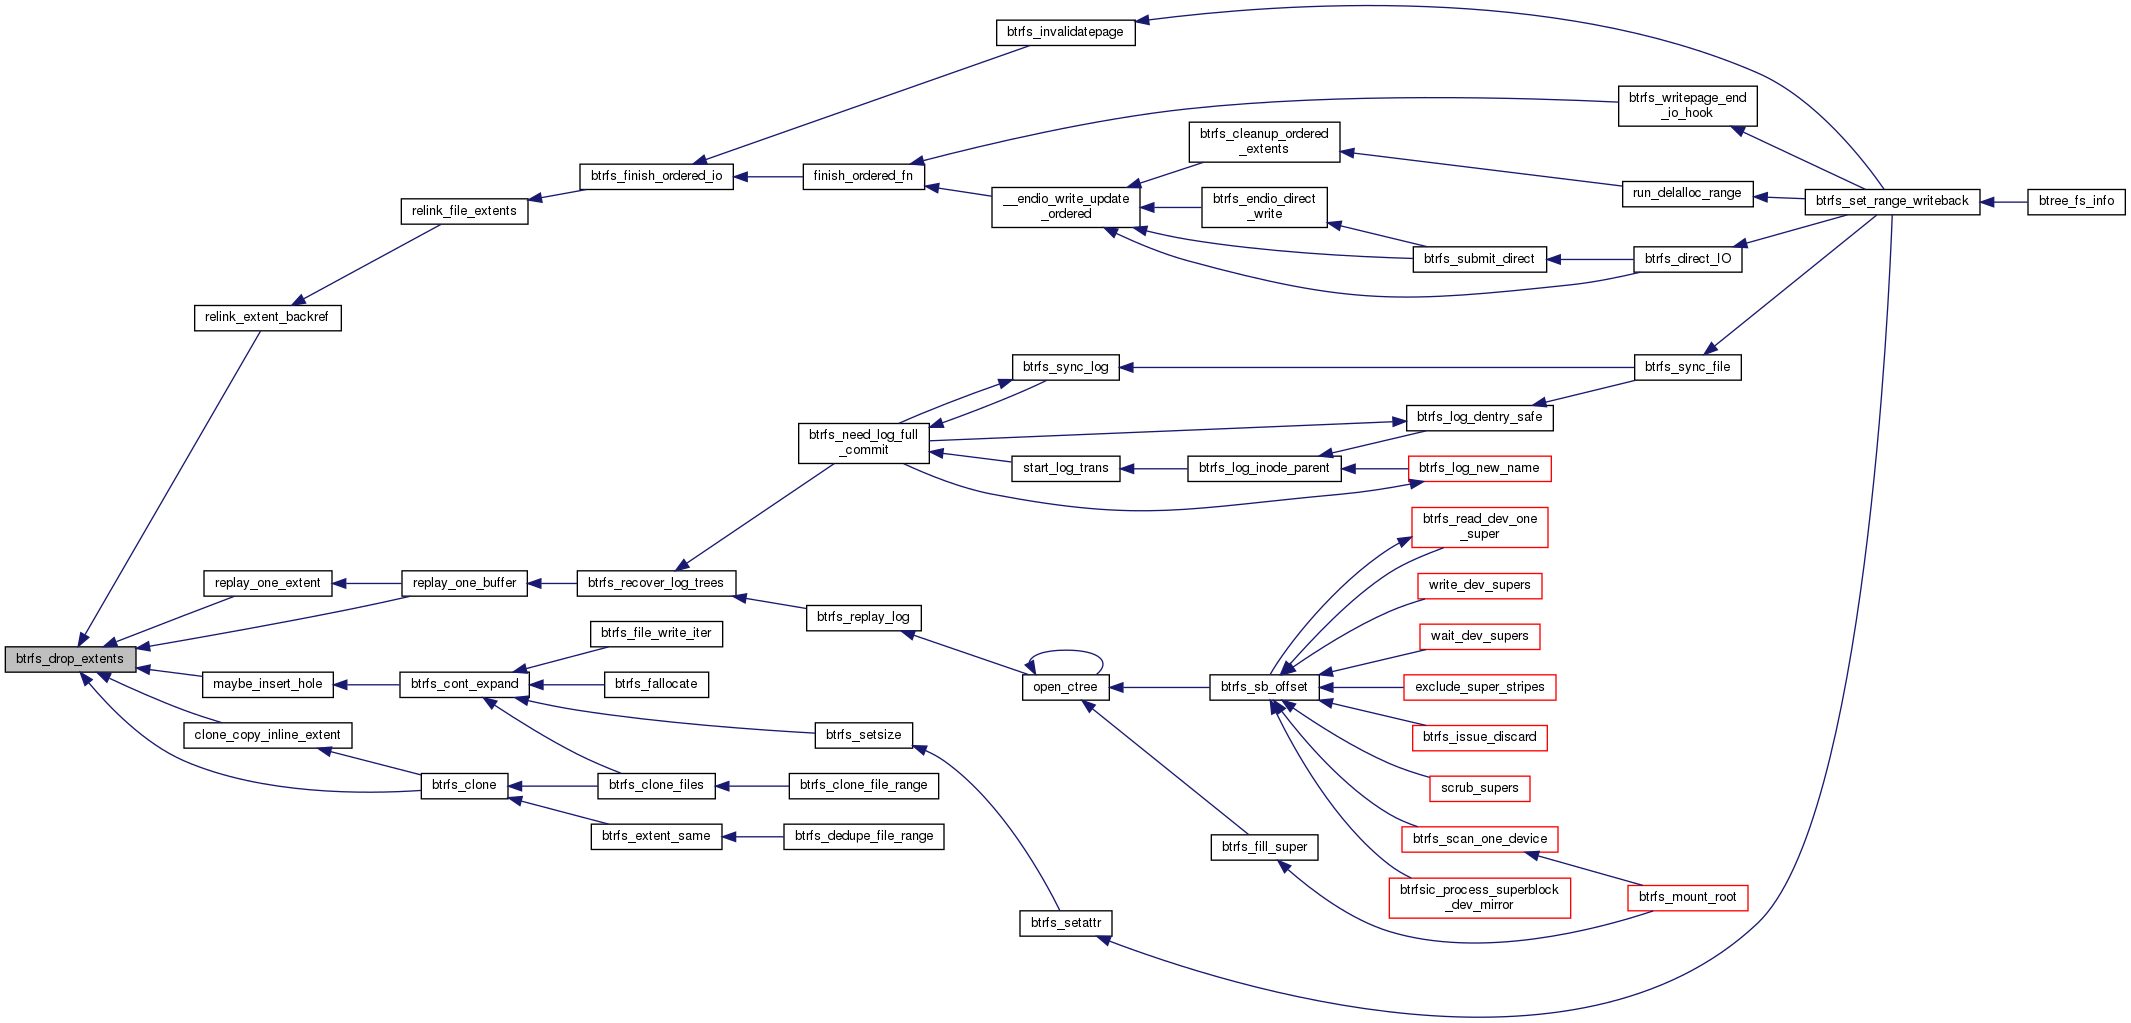 btrfs_invalidatepage
btrfs_writepage_end
_io_hook
btrfs_cleanup_ordered
_extents
btrfs_finish_ordered_io
finish_ordered_fn
run_delalloc_range
__endio_write_update
_ordered
btrfs_endio_direct
_write
btrfs_set_range_writeback
btree_fs_info
relink_file_extents
btrfs_submit_direct
btrfs_direct_IO
relink_extent_backref
btrfs_sync_log
btrfs_sync_file
btrfs_log_dentry_safe
btrfs_need_log_full
_commit
start_log_trans
btrfs_log_inode_parent
btrfs_log_new_name
btrfs_read_dev_one
_super
replay_one_extent
replay_one_buffer
btrfs_recover_log_trees
write_dev_supers
btrfs_replay_log
btrfs_file_write_iter
wait_dev_supers
btrfs_drop_extents
maybe_insert_hole
btrfs_cont_expand
btrfs_fallocate
open_ctree
btrfs_sb_offset
exclude_super_stripes
clone_copy_inline_extent
btrfs_setsize
btrfs_issue_discard
btrfs_clone
btrfs_clone_files
btrfs_clone_file_range
scrub_supers
btrfs_extent_same
btrfs_dedupe_file_range
btrfs_fill_super
btrfs_scan_one_device
btrfsic_process_superblock
_dev_mirror
btrfs_mount_root
btrfs_setattr